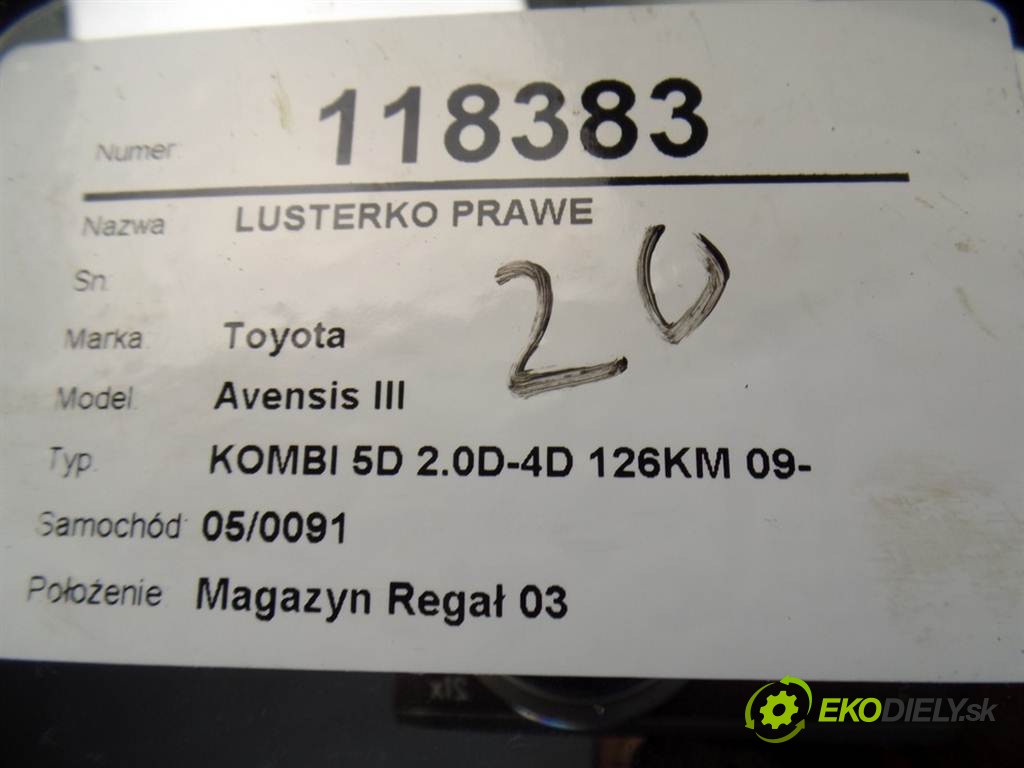 Numer: 118383
Nazwa LUSTERKO PRAWE
Sn:
20
Marka: Toyota
Model: Avensis III
Typ: KOMBI 5D 2.0D-4D 126KM 09-
Samochód: 05/0091
Położenie: Magazyn Regał 03
EKODIELY.sk